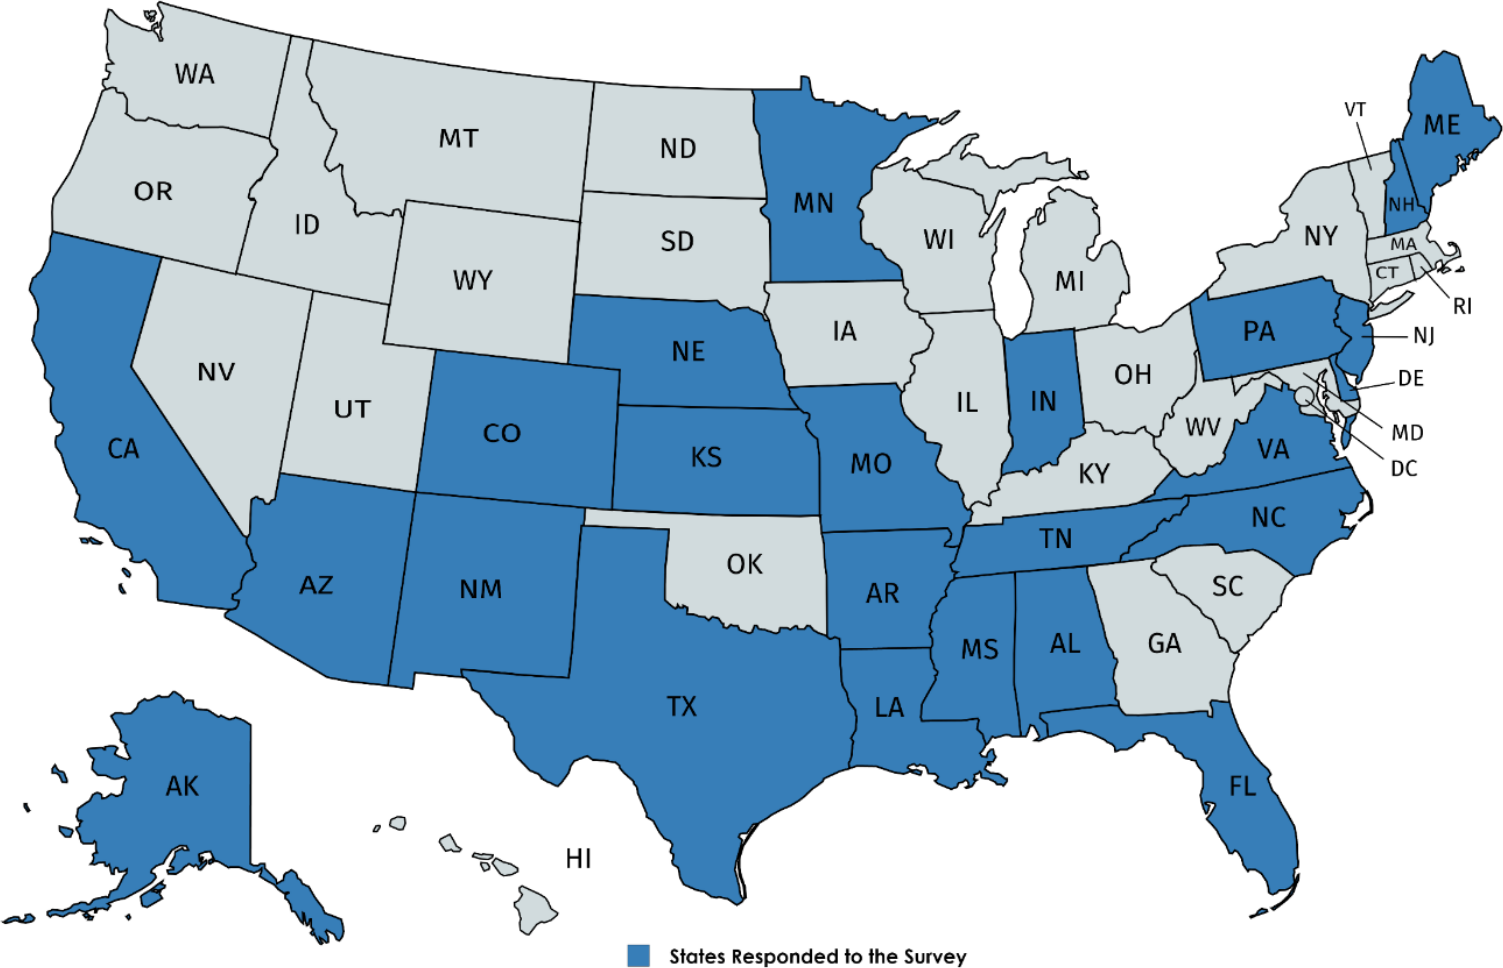 WA
MT
ND
MN
VT
ME
OR
ID
SD
WI
NY
NH
MA
WY
MI
CT
RI
IA
NE
PA
NJ
NV
UT
OH
DE
CO
IL
IN
WV
MD
CA
KS
MO
KY
VA
DC
NC
TN
OK
AZ
NM
AR
SC
MS
AL
GA
TX
LA
AK
FL
HI
States Responded to the Survey